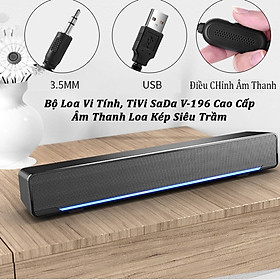 3.5MM
USB
Điều CHỉnh Âm Thanh
Bộ Loa Vi Tính, TiVi SaDa V-196 Cao Cấp
Âm Thanh Loa Kép Siêu Trầm